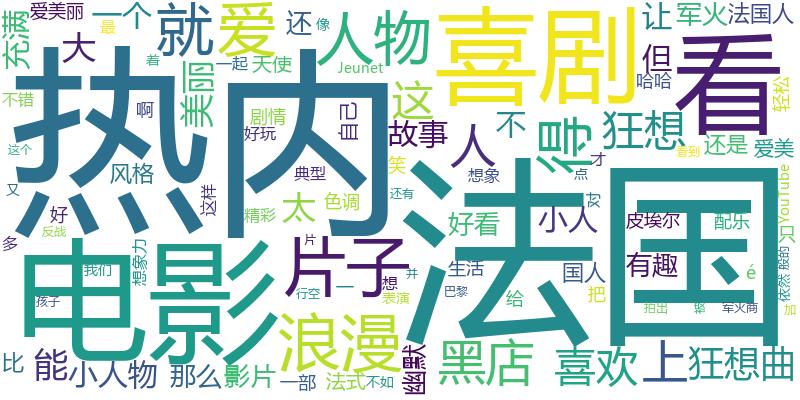 爱美丽 一个 就 爱 还 像 人物 喜剧 让 军火 法国人
充满 最 大 着 一起 天使 Jeunet 但 看 哈哈 轻松
不错 热内 美丽 啊 剧情 好玩 自己 这 故事 不 得 狂想 还是 爱美
这个 风格 典型 笑 人 想象 才 看到
又 好 这样 精彩 太 色调 还有 好看 点 对 小人 皮埃尔 配乐 只 YouTube
多 反战 想象力 片 片子 法国 国人 有趣 é 依然 般的
电影 我们 一 想 并 生活 巴黎 给 把 拍出 军火商 加
孩子 行空 表演
浪漫 幽默 黑店 喜欢 上 狂想曲
比 能 小人物 那么 影片 一部 法式 不如